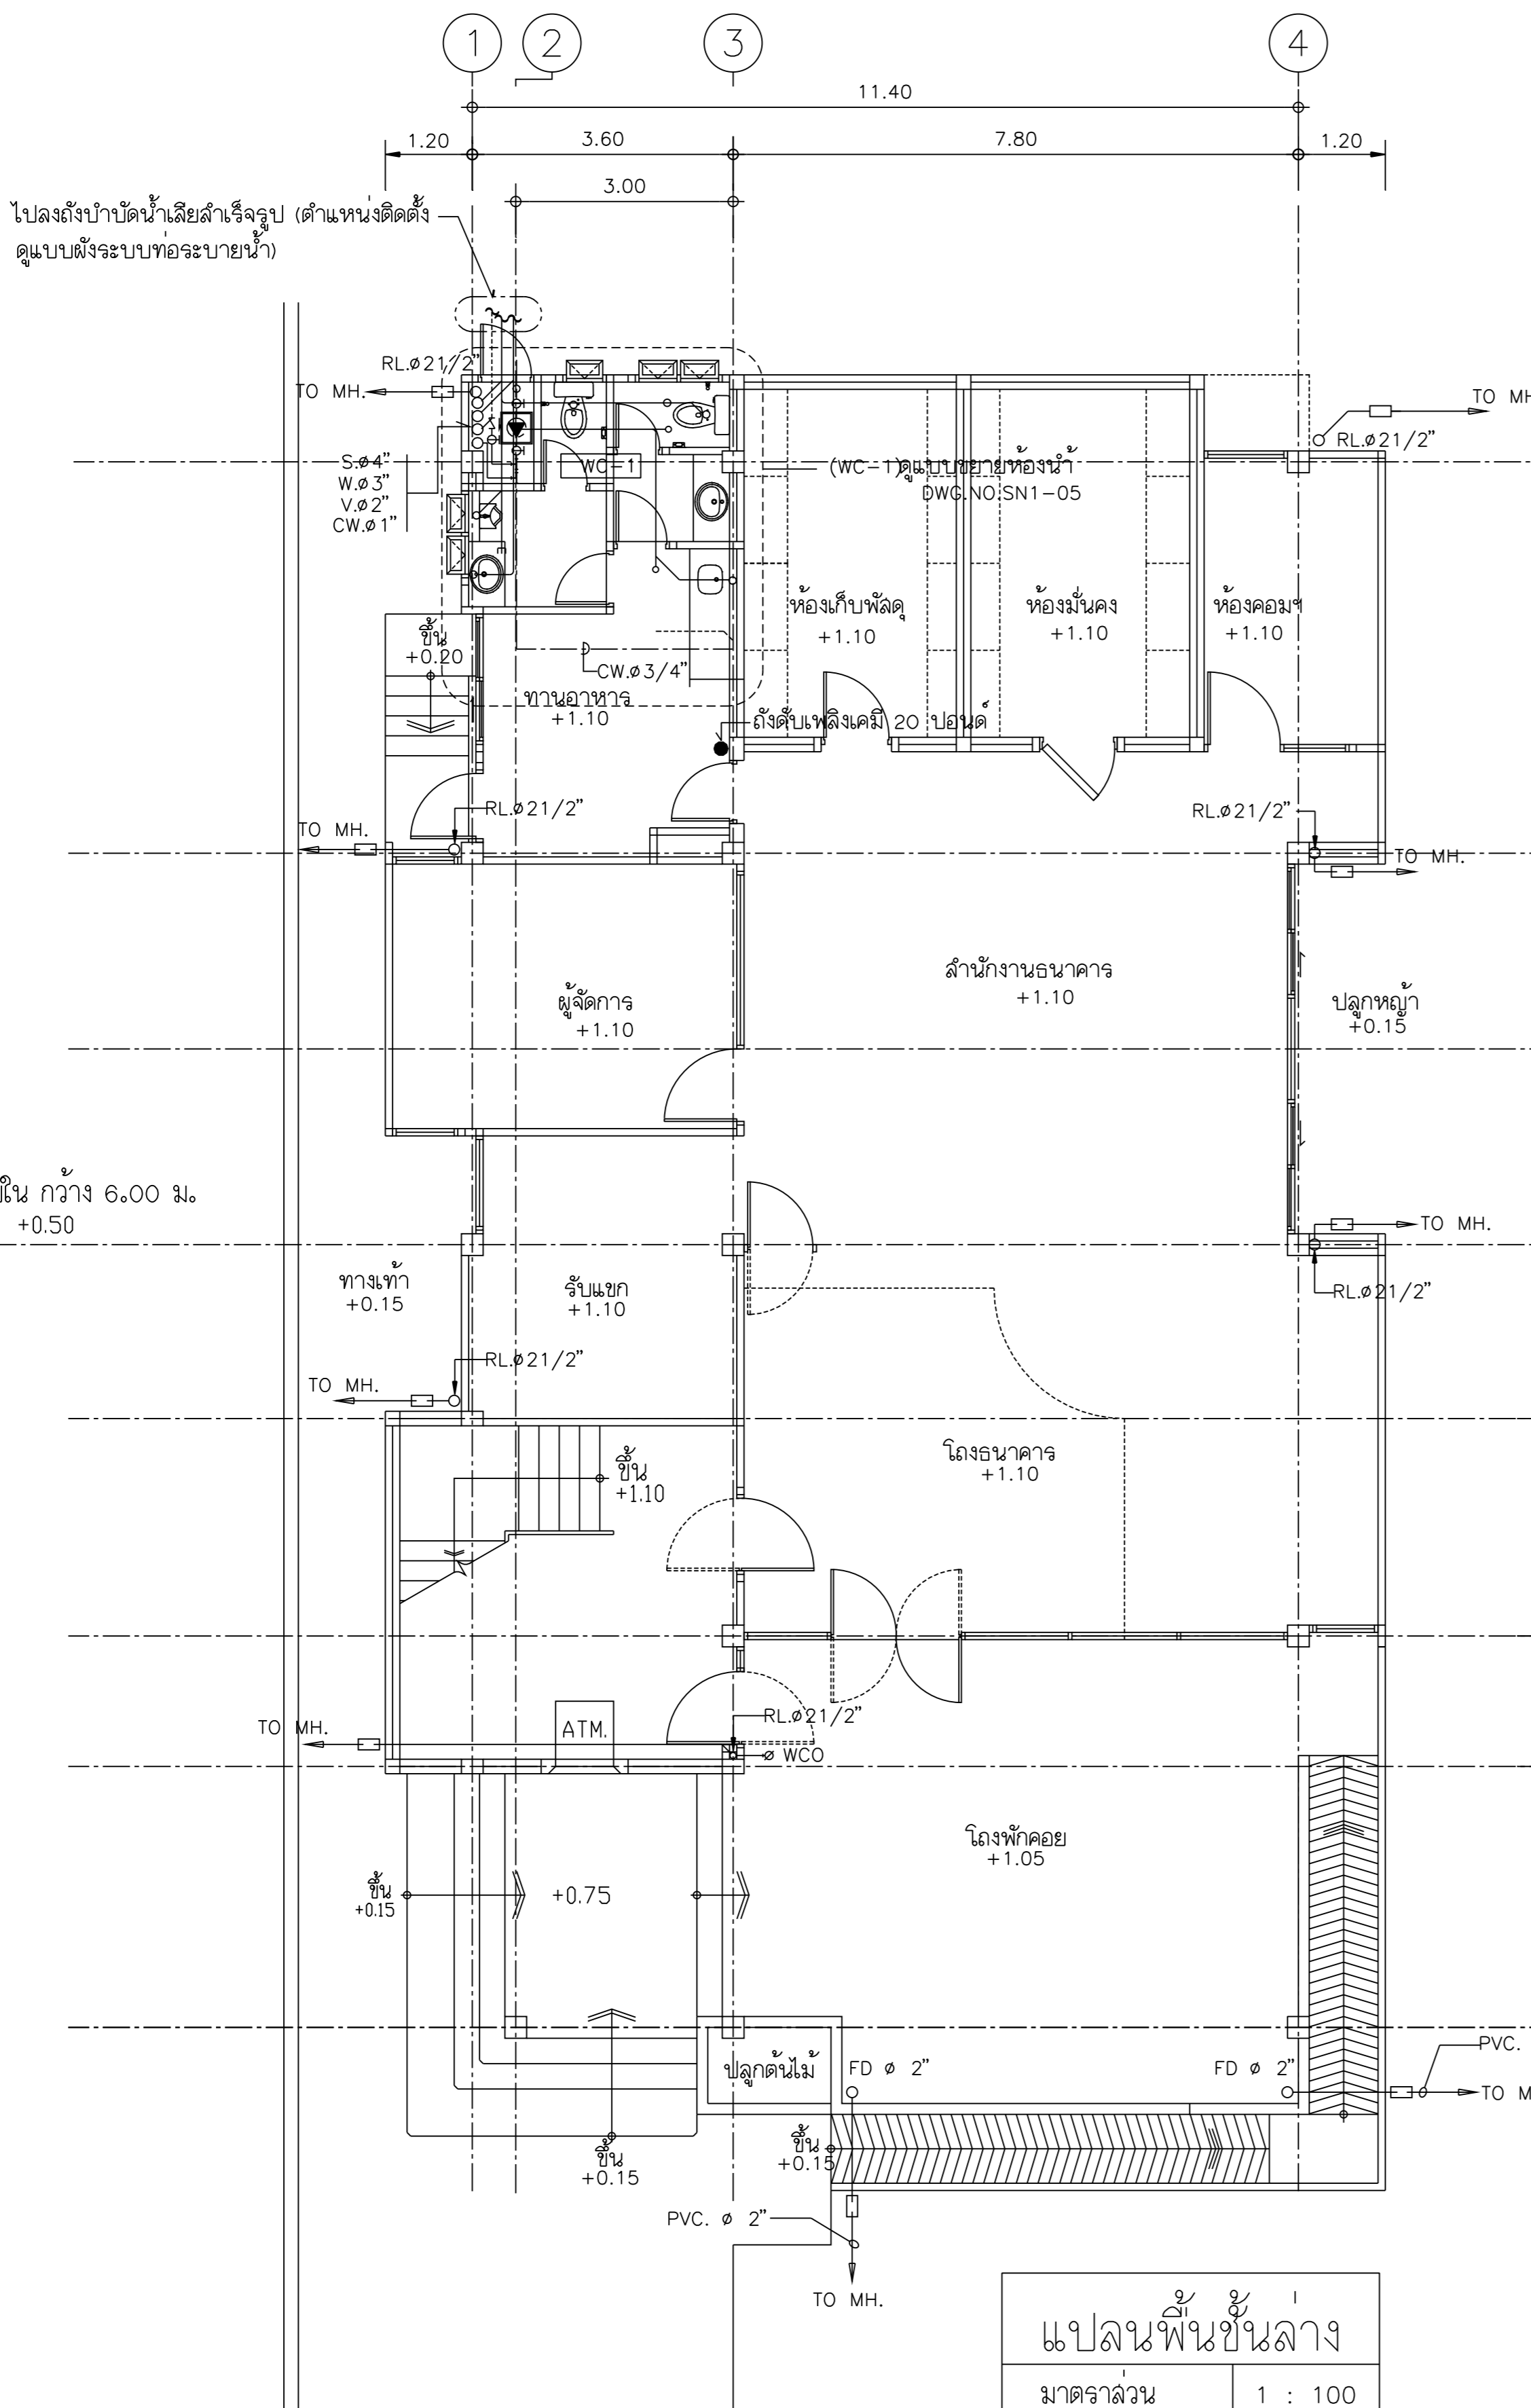 1
2
3
4
11.40
1.20
3.60
7.80
1.20
3.00
ไปลงถังบำบัดน้ำเสียสำเร็จรูป (ตำแหน่งติดตั้ง
ดูแบบผังระบบท่อระบายน้ำ)
RL.ø21/2"
TO MH.
TO MH
RL.ø21/2"
S.ø4"
W.ø3"
V.ø2"
CW.ø1"
WC-1
(WC-1)ดูแบบขยายห้องน้ำ
DWG.NO.SN1-05
ห้องเก็บพัสดุ
+1.10
ห้องมั่นคง
+1.10
ห้องคอมฯ
+1.10
ขึ้น
+0.20
CW.ø3/4"
ทานอาหาร
+1.10
ถังดับเพลิงเคมี 20 ปอนด์
RL.ø21/2"
TO MH.
RL.ø21/2"
TO MH.
สำนักงานธนาคาร
+1.10
ผู้จัดการ
+1.10
ปลูกหญ้า
+0.15
ใน กว้าง 6.00 ม.
+0.50
TO MH.
ทางเท้า
+0.15
รับแขก
+1.10
RL.ø21/2"
RL.ø21/2"
TO MH.
โถงธนาคาร
+1.10
ขึ้น
+1.10
TO MH.
ATM.
RL.ø21/2"
ø WCO
โถงพักคอย
+1.05
ขึ้น
+0.15
+0.75
ปลูกต้นไม้
FD ø 2"
FD ø 2"
PVC.
TO M
ขึ้น
+0.15
ขึ้น
+0.15
PVC. ø 2"
TO MH.
แปลนพื้นชั้นล่าง
มาตราส่วน
1 : 100